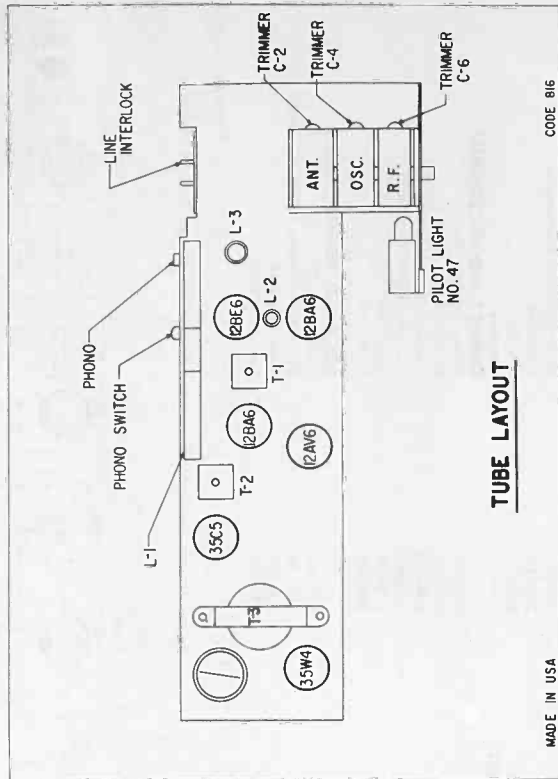 PHONO
PHONO SWITCH
L-1
LINE
INTERLOCK
TRIMMER
C-2
TRIMMER
C-4
TRIMMER
C-6
ANT.
OSC.
R.F.
L-3
L-2
12BE6
12BA6
T-1
12BA6
12AV6
T-2
35C5
T-3
35W4
PILOT LIGHT
NO. 47
TUBE LAYOUT
MADE IN USA
CODE 816